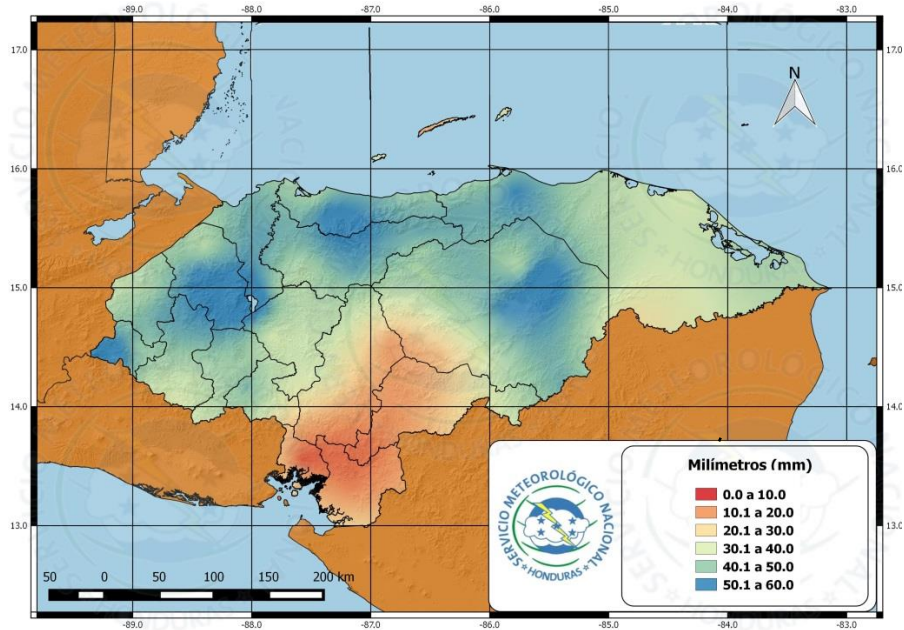 -89.0 -88.0 -87.0 -86.0 -85.0 -84.0 -83.0
17.0 17.0
16.0 16.0
15.0 15.0
14.0 14.0
13.0 13.0
N
SERVICIO METEOROLÓGICO NACIONAL
* HONDURAS *
Milímetros (mm)
0.0 a 10.0
10.1 a 20.0
20.1 a 30.0
30.1 a 40.0
40.1 a 50.0
50.1 a 60.0
50 0 50 100 150 200 km
-89.0 -88.0 -87.0 -86.0 -85.0 -84.0 -83.0